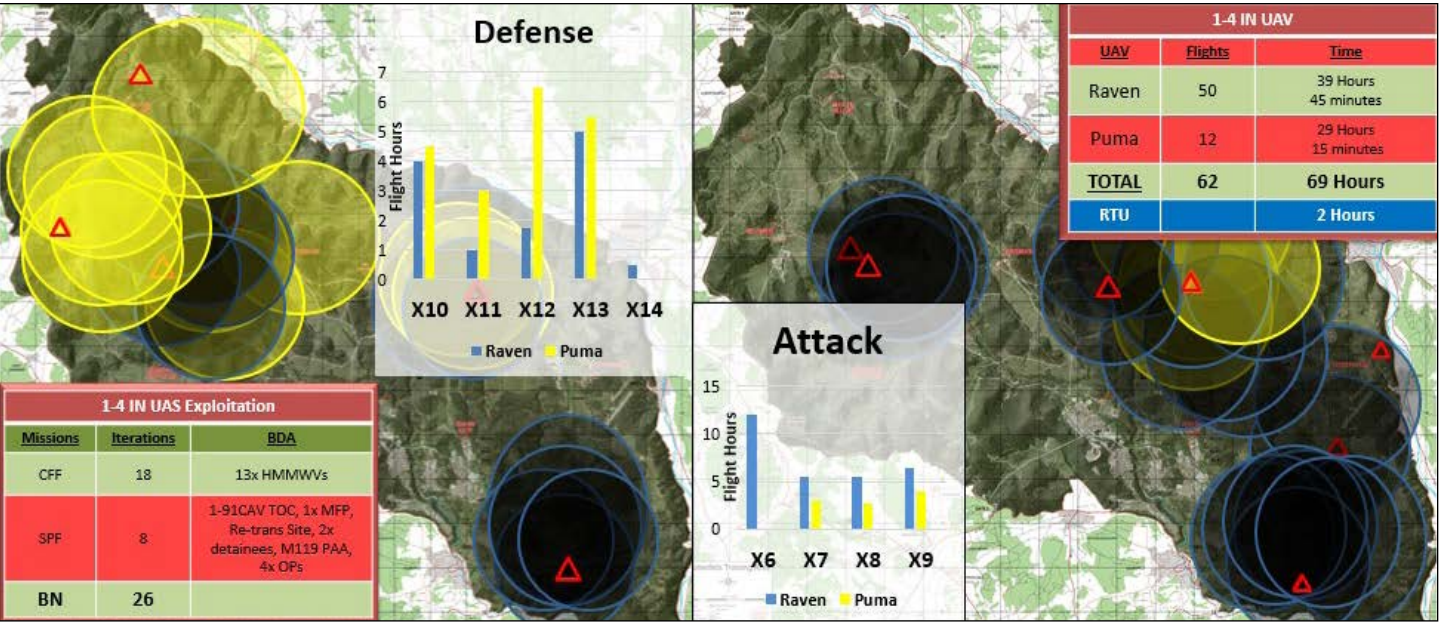 Defense
Flight Hours
7
6
5
4
3
2
1
0
X10 X11 X12 X13 X14
Raven Puma
1-4 IN UAS Exploitation
Missions Iterations BDA
CFF 18 13x HMMWVs
SPF 8 1-91CAV TOC, 1x MFP,
Re-trans Site, 2x
detainees, M119 PAA,
4x OPs
BN 26
Attack
Flight Hours
15
10
5
0
X6 X7 X8 X9
Raven Puma
1-4 IN UAV
UAV Flights Time
Raven 50 39 Hours
45 minutes
Puma 12 29 Hours
15 minutes
TOTAL 62 69 Hours
RTU 2 Hours